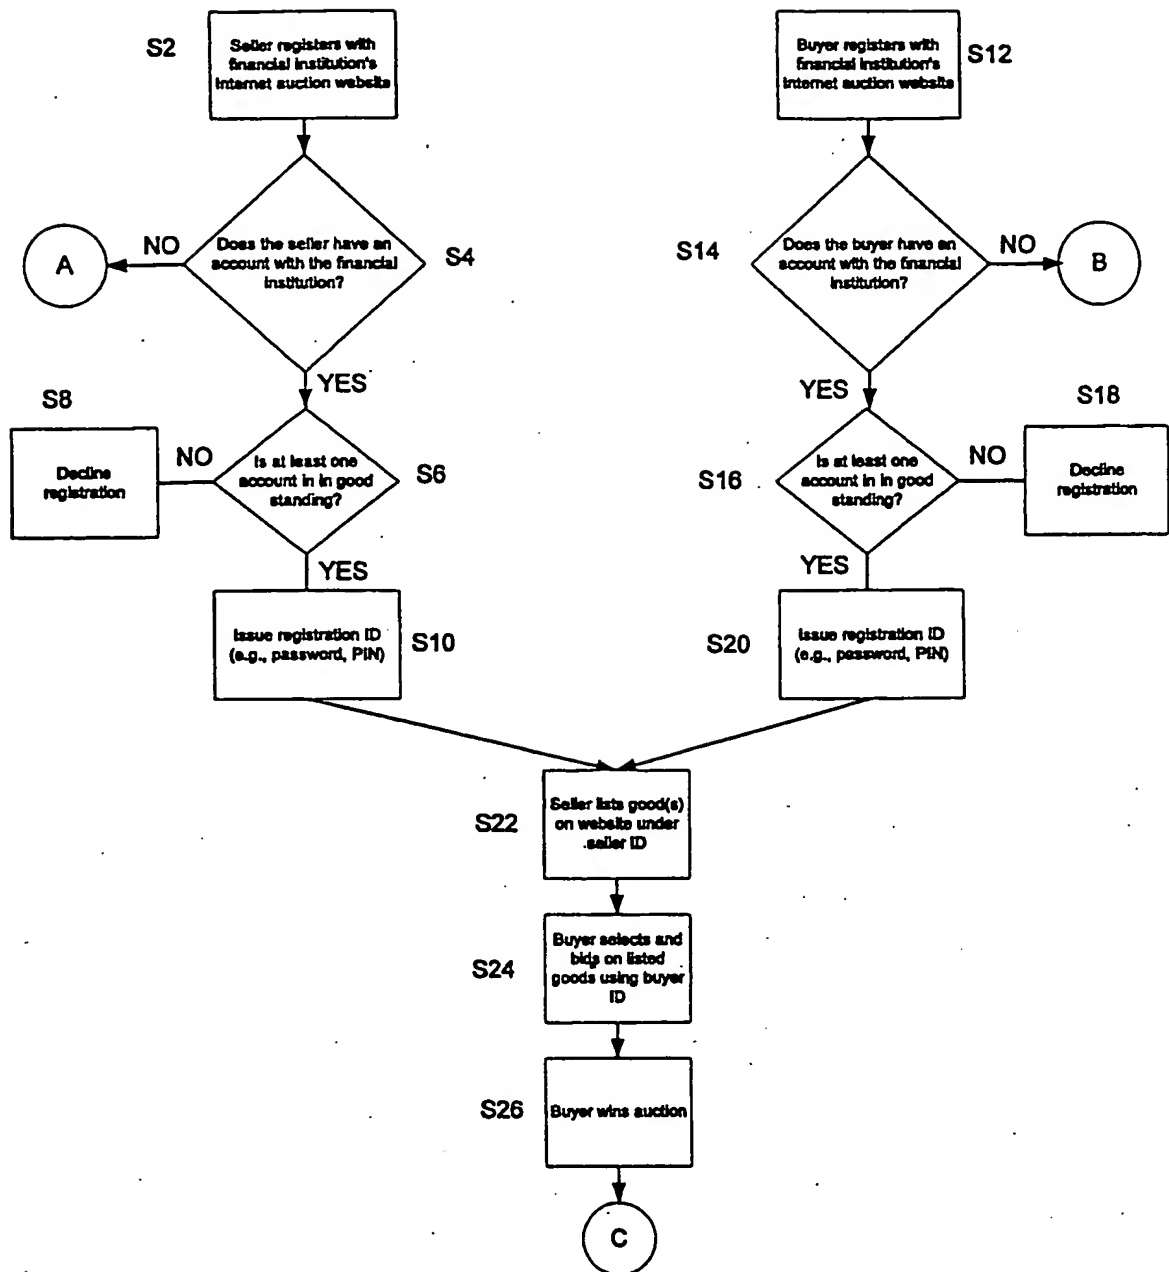 S2
Seller registers with
financial institution's
Internet auction website
Buyer registers with
financial institution's
Internet auction website
S12
A
NO
Does the seller have an
account with the financial
institution?
S4
S14
Does the buyer have an
account with the financial
institution?
NO
B
YES
YES
S8
Decline
registration
NO
Is at least one
account in in good
standing?
S6
S16
Is at least one
account in in good
standing?
NO
S18
Decline
registration
YES
YES
Issue registration ID
(e.g., password, PIN)
S10
S20
Issue registration ID
(e.g., password, PIN)
S22
Seller lists good(s)
on website under
seller ID
S24
Buyer selects and
bids on listed
goods using buyer
ID
S26
Buyer wins auction
C